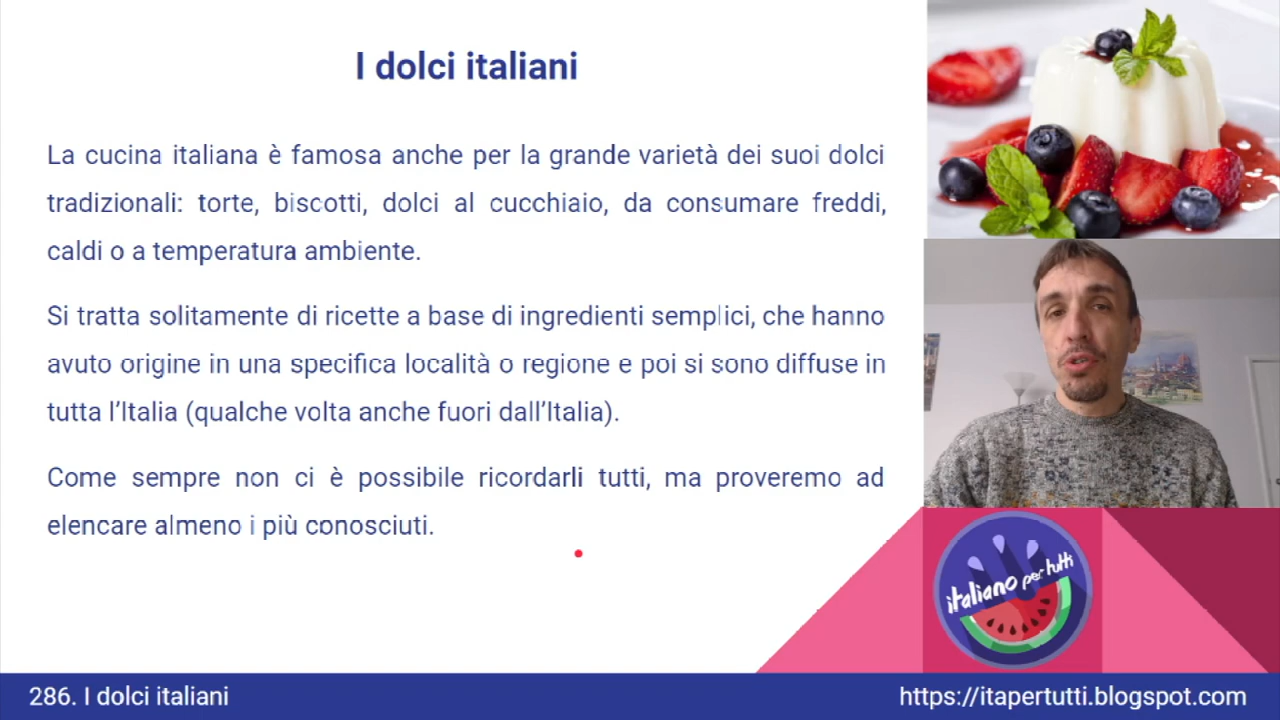 I dolci italiani
La cucina italiana è famosa anche per la grande varietà dei suoi dolci
tradizionali: torte, biscotti, dolci al cucchiaio, da consumare freddi,
caldi o a temperatura ambiente.
Si tratta solitamente di ricette a base di ingredienti semplici, che hanno
avuto origine in una specifica località o regione e poi si sono diffuse in
tutta l’Italia (qualche volta anche fuori dall’Italia).
Come sempre non ci è possibile ricordarli tutti, ma proveremo ad
elencare almeno i più conosciuti.
italiano per tutti
286. I dolci italiani
https://itapertutti.blogspot.com